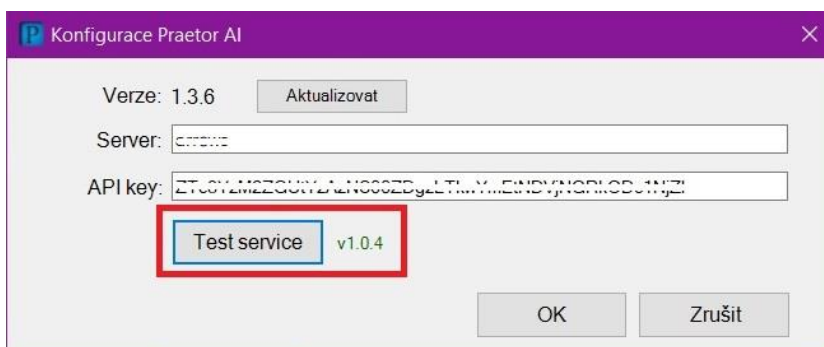 Konfigurace Praetor AI
Verze: 1.3.6 Aktualizovat
Server:
API key:
Test service v1.0.4
OK Zrušit